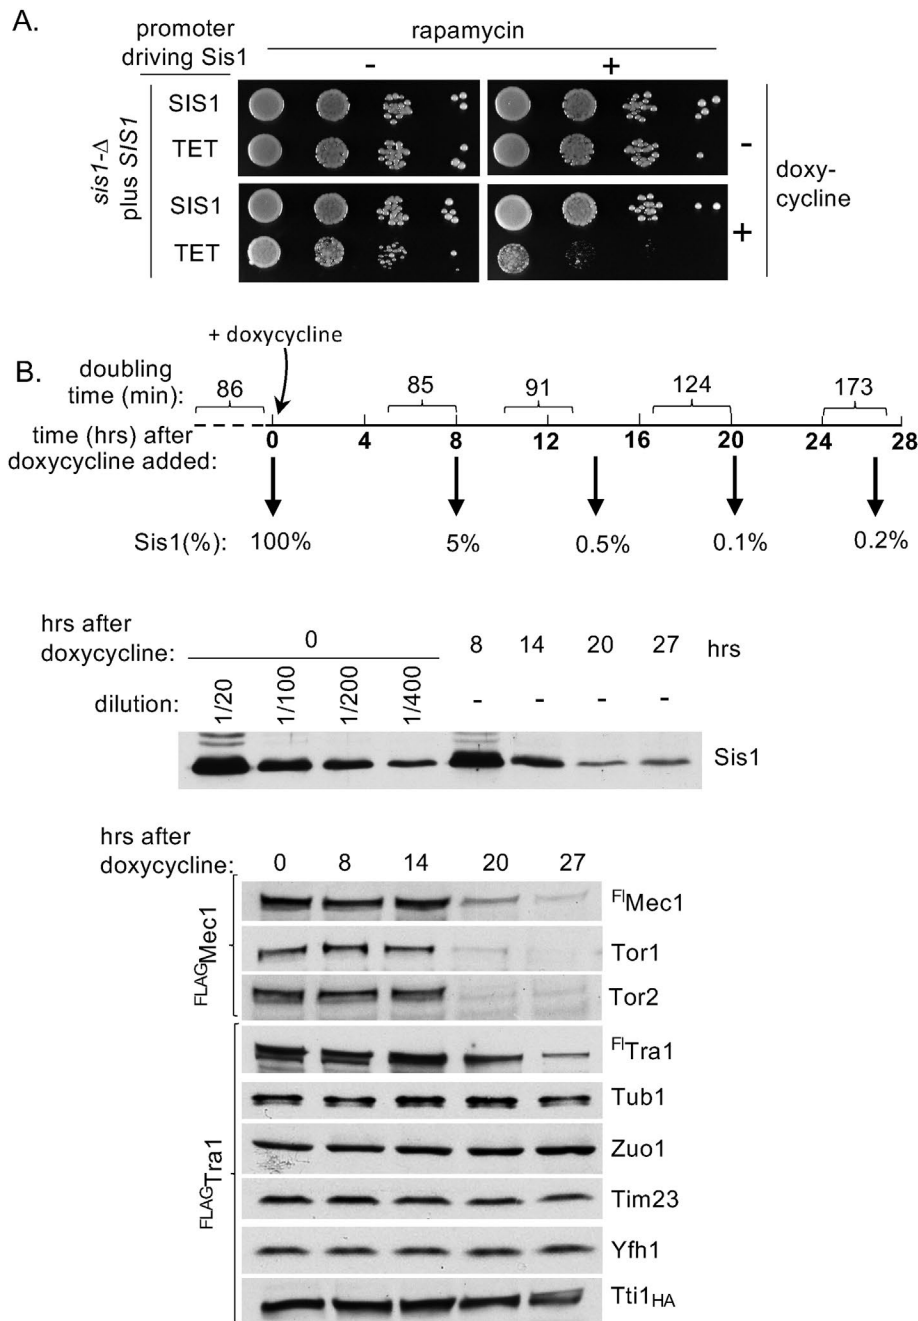 A.
promoter
driving Sis1
rapamycin
- +
sis1-Δ
plus SIS1
SIS1
TET
-
SIS1
TET
+
doxy-
cycline
+ doxycycline
B.
doubling
time (min):
86 85 91 124 173
time (hrs) after
doxycycline added:
0 4 8 12 16 20 24 28
Sis1(%): 100% 5% 0.5% 0.1% 0.2%
hrs after
doxycycline:
0 8 14 20 27 hrs
dilution: 1/20 1/100 1/200 1/400 - - - -
Sis1
hrs after
doxycycline: 0 8 14 20 27
FLAGMec1
FlMec1
Tor1
Tor2
FLAGTra1
FlTra1
Tub1
Zuo1
Tim23
Yfh1
Tti1HA